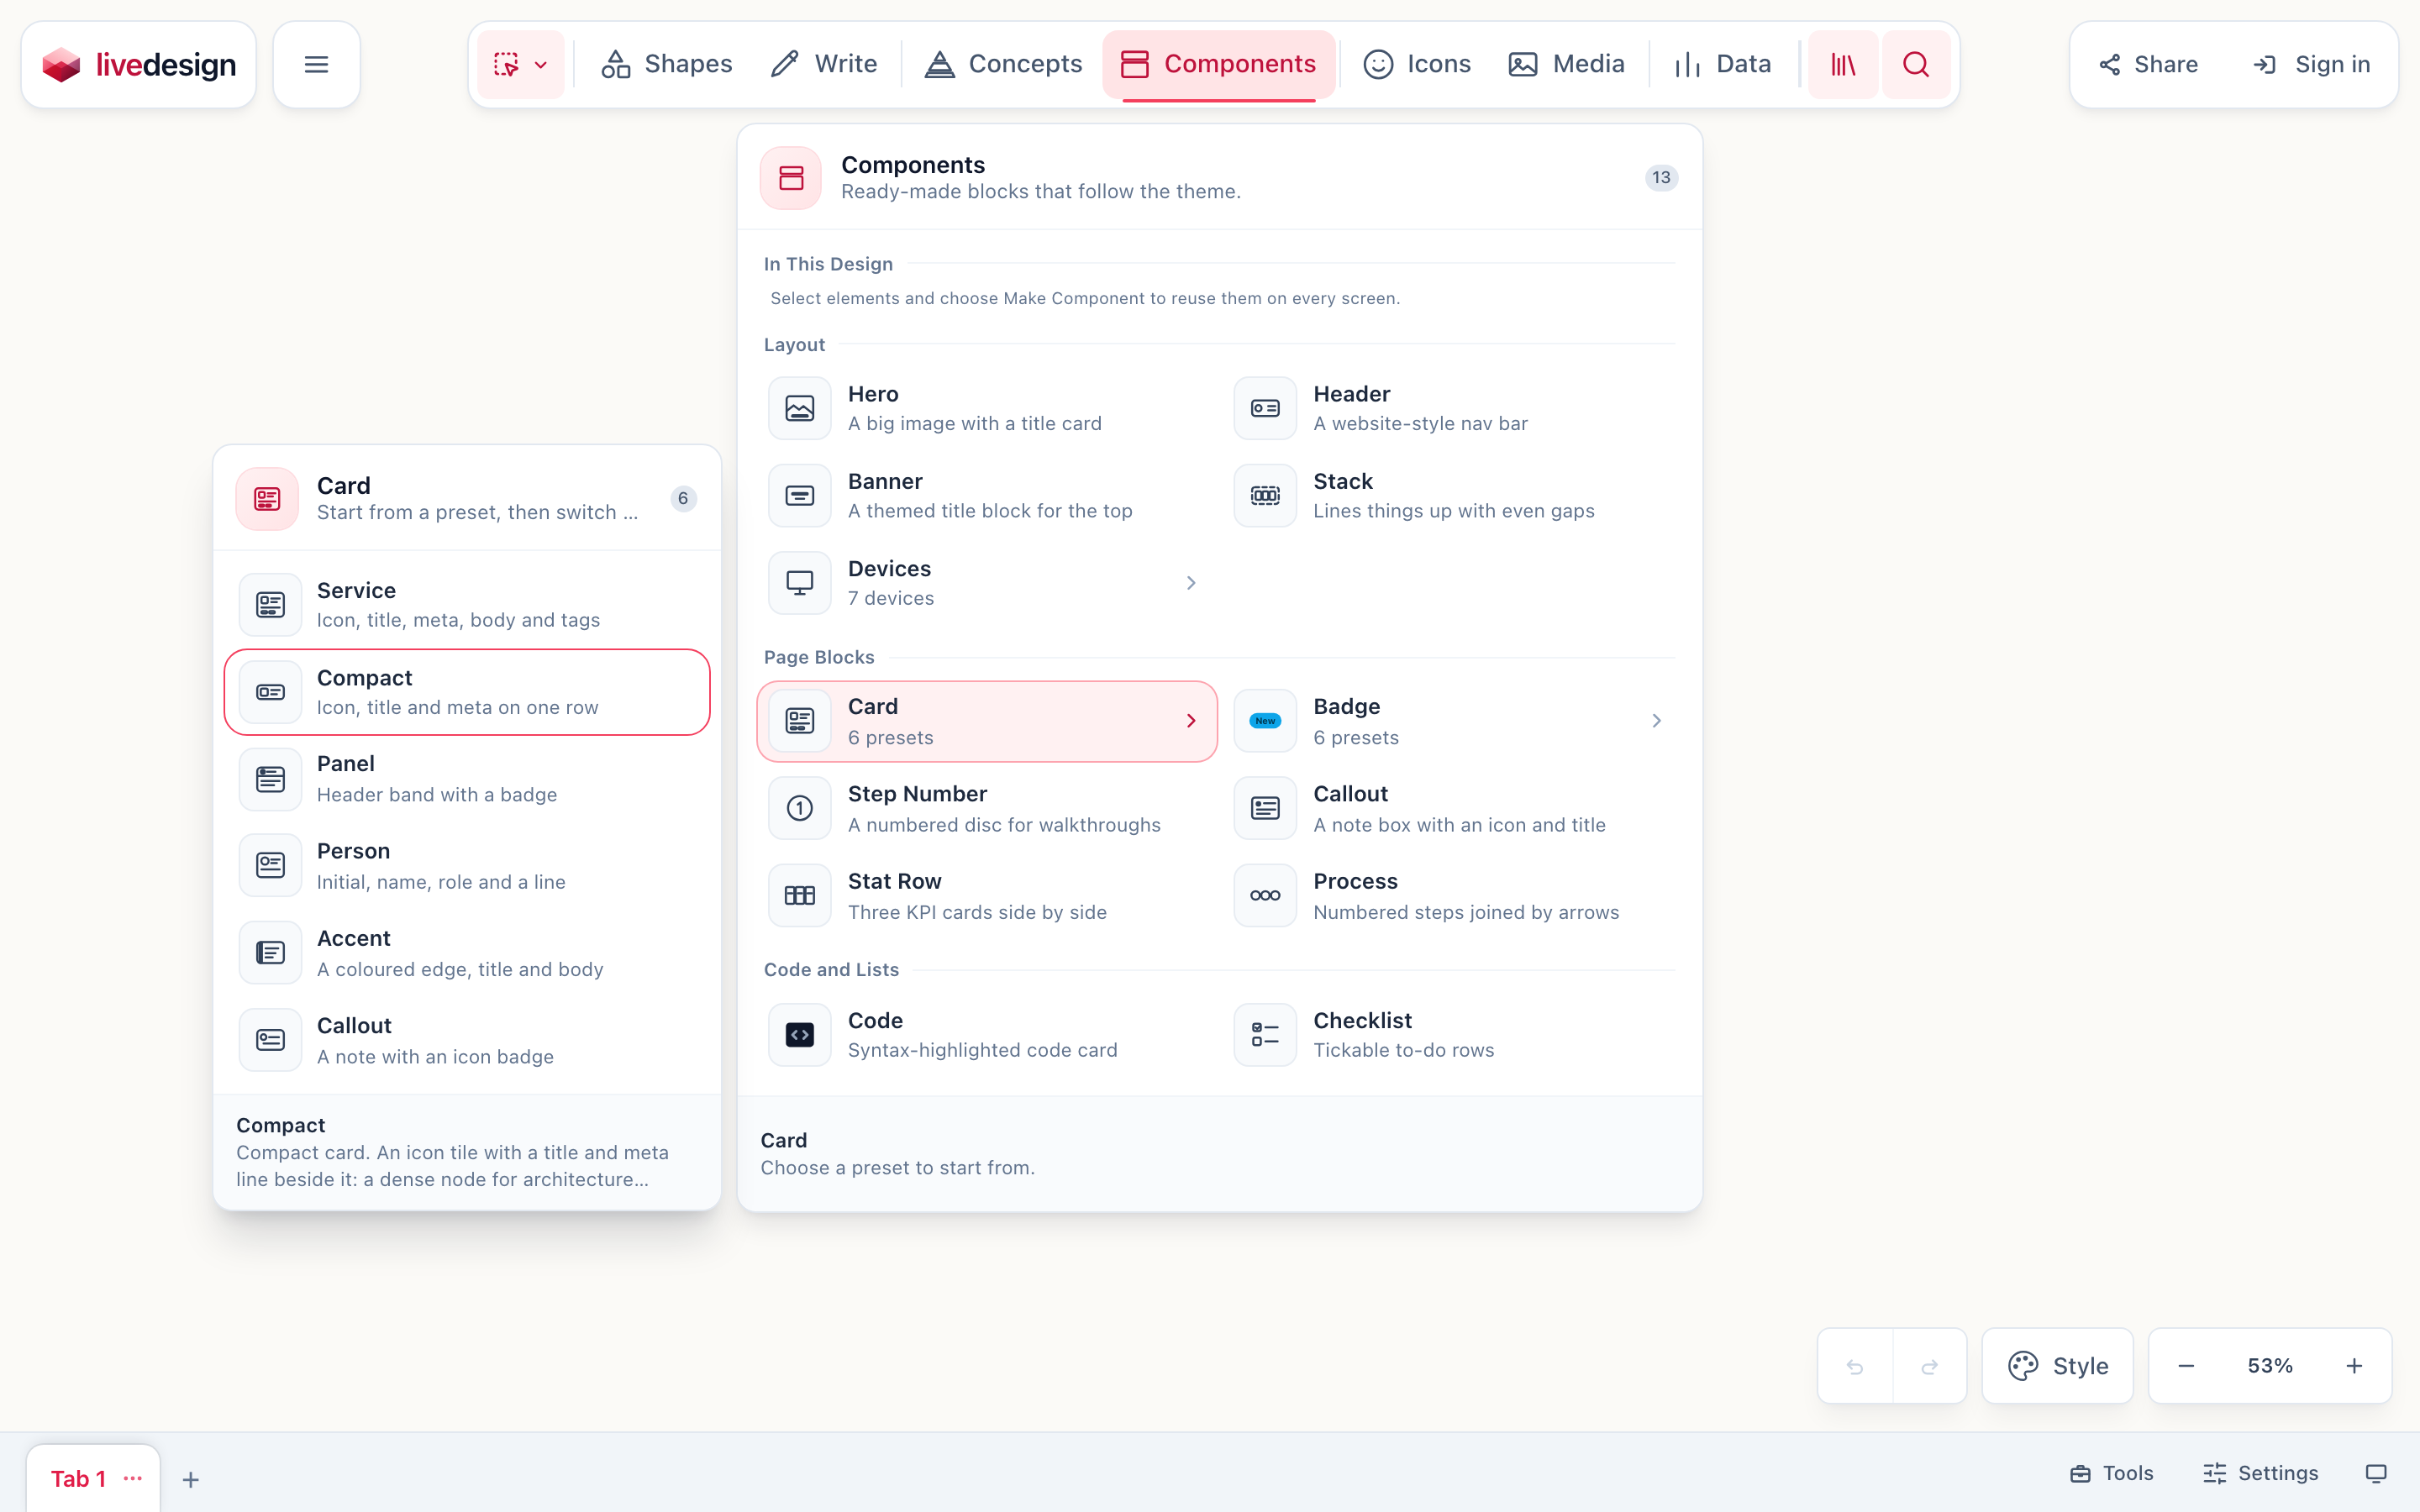 livedesign
Shapes
Write
Concepts
Components
Icons
Media
Data
Share
Sign in
Components
Ready-made blocks that follow the theme.
13
In This Design
Select elements and choose Make Component to reuse them on every screen.
Layout
Hero
A big image with a title card
Header
A website-style nav bar
Banner
A themed title block for the top
Stack
Lines things up with even gaps
Devices
7 devices
Page Blocks
Card
6 presets
New
Badge
6 presets
1
Step Number
A numbered disc for walkthroughs
Callout
A note box with an icon and title
Stat Row
Three KPI cards side by side
Process
Numbered steps joined by arrows
Code and Lists
Code
Syntax-highlighted code card
Checklist
Tickable to-do rows
Card
Choose a preset to start from.
Card
Start from a preset, then switch ...
6
Service
Icon, title, meta, body and tags
Compact
Icon, title and meta on one row
Panel
Header band with a badge
Person
Initial, name, role and a line
Accent
A coloured edge, title and body
Callout
A note with an icon badge
Compact
Compact card. An icon tile with a title and meta
line beside it: a dense node for architecture...
Style
53%
Tab 1
Tools
Settings